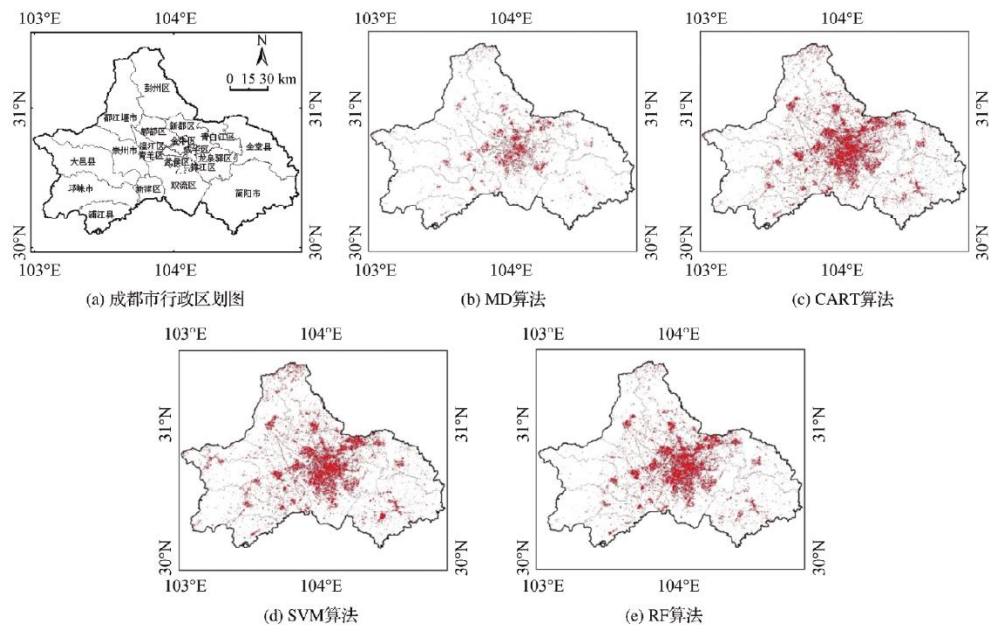 103°E 104°E
103°E 104°E
103°E 104°E
N
0 15 30 km
31°N
30°N
彭州区
都江堰市
郫都区
新都区
青白江区
金堂县
崇州市
温江区
金牛区
成华区
青羊区
武侯区
龙泉驿区
锦江区
大邑县
邛崃市
新津区
双流区
简阳市
蒲江县
103°E 104°E
(a) 成都市行政区划图
31°N
30°N
103°E 104°E
(b) MD算法
31°N
30°N
103°E 104°E
(c) CART算法
103°E 104°E
31°N
30°N
103°E 104°E
(d) SVM算法
103°E 104°E
31°N
30°N
103°E 104°E
(e) RF算法